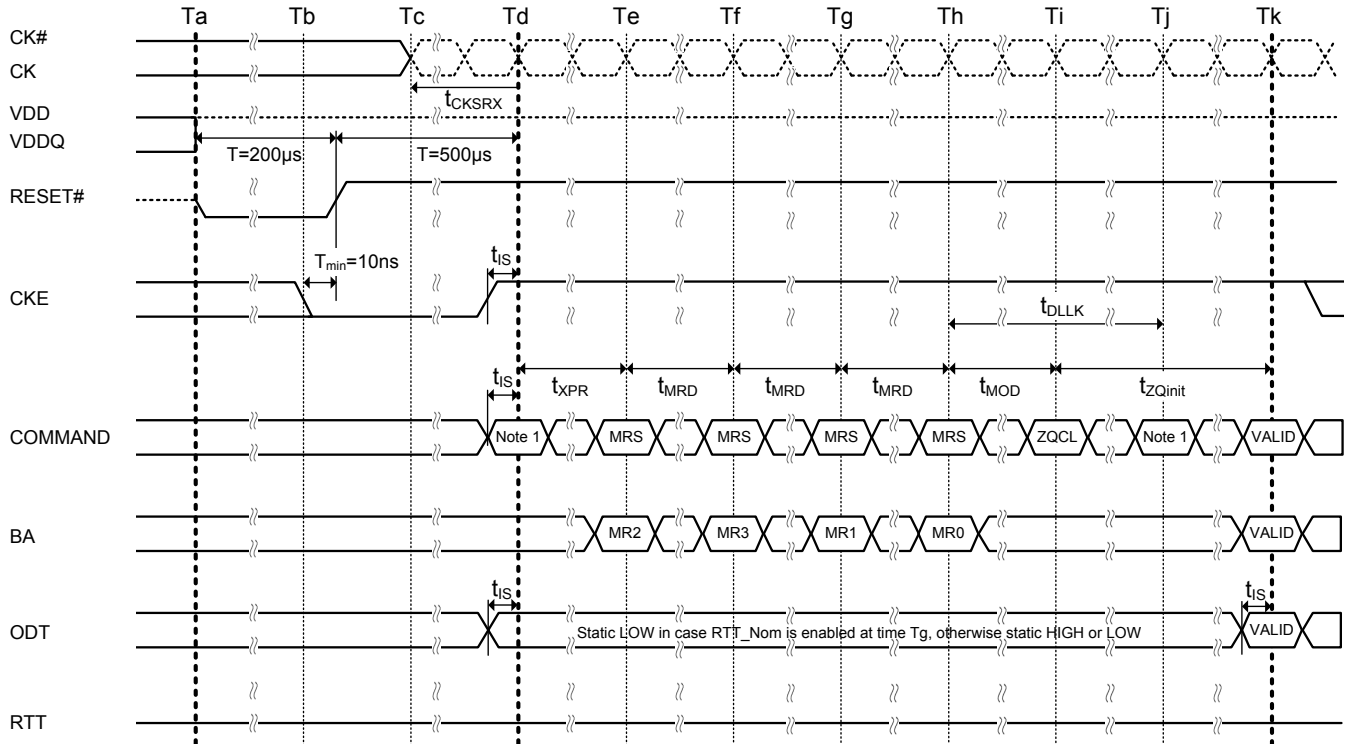 Ta Tb Tc Td Te Tf Tg Th Ti Tj Tk
CK#
CK
tCKSRX
VDD
VDDQ
T=200µs T=500µs
RESET#
Tmin=10ns tIS
CKE
tDLLK
tIS tXPR tMRD tMRD tMRD tMOD tZQinit
COMMAND Note 1 MRS MRS MRS MRS ZQCL Note 1 VALID
BA MR2 MR3 MR1 MR0 VALID
tIS tIS
ODT Static LOW in case RTT_Nom is enabled at time Tg, otherwise static HIGH or LOW VALID
RTT